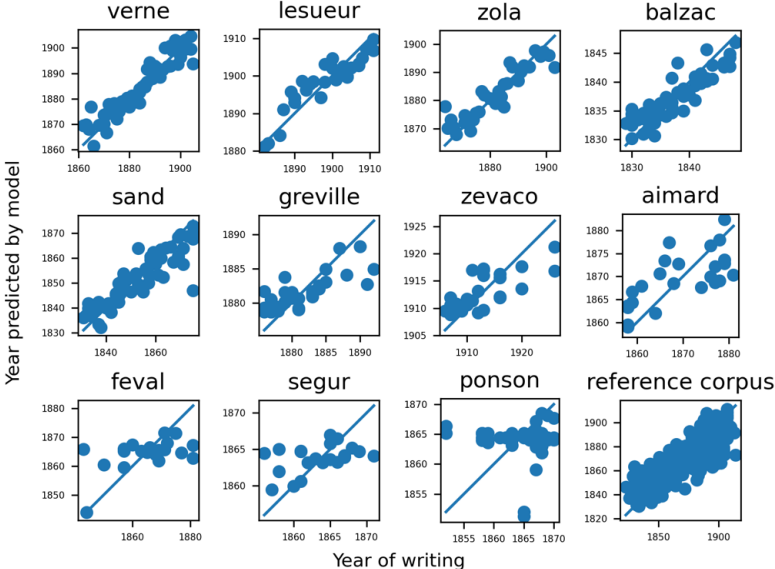 verne lesueur zola balzac
1900 1890 1880 1870 1860
1860 1880 1900
1910 1900 1890 1880
1890 1900 1910
1900 1890 1880 1870
1880 1900
1845 1840 1835 1830
1830 1840
sand greville zevaco aimard
1870 1860 1850 1840 1830
1840 1860
1890 1885 1880
1880 1885 1890
1925 1920 1915 1910 1905
1910 1920
1880 1875 1870 1865 1860
1860 1870 1880
feval segur ponson reference corpus
1880 1870 1860 1850
1860 1880
1870 1865 1860
1860 1865 1870
1870 1865 1860 1855
1855 1860 1865 1870
1900 1880 1860 1840 1820
1850 1900
Year predicted by model
Year of writing